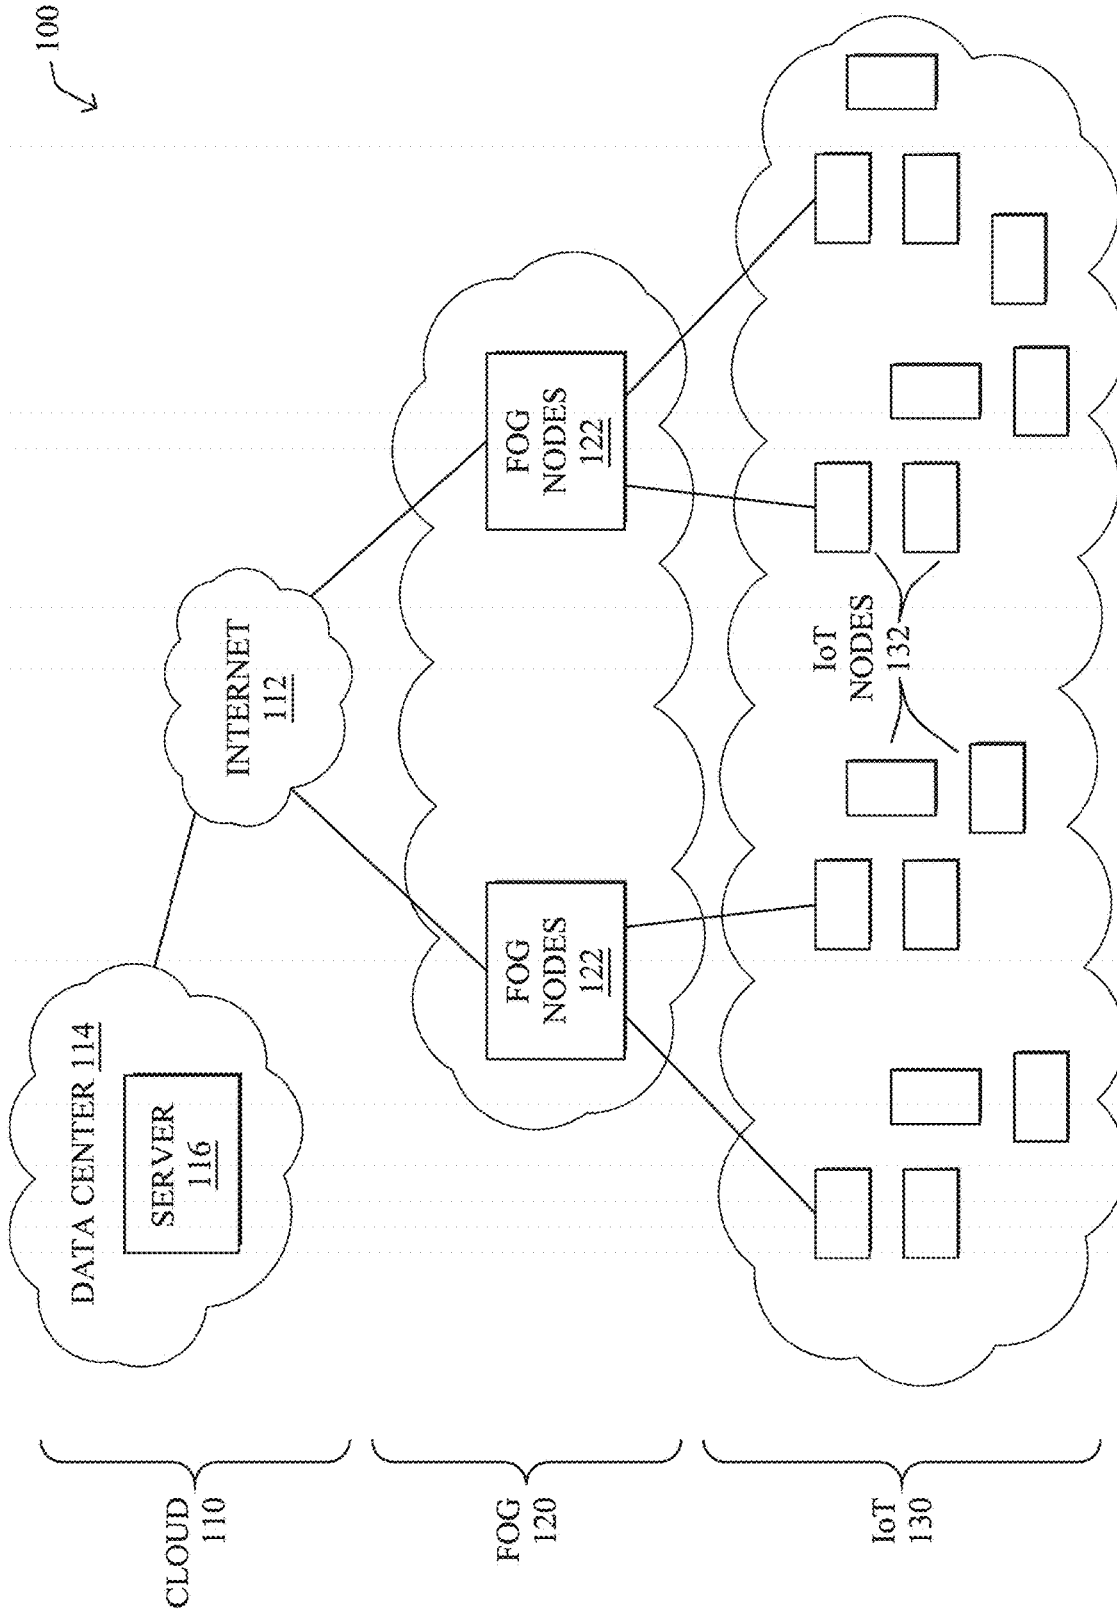 100
CLOUD
110
DATA CENTER 114
SERVER
116
INTERNET
112
FOG
120
FOG
NODES
122
FOG
NODES
122
IoT
130
IoT
NODES
132